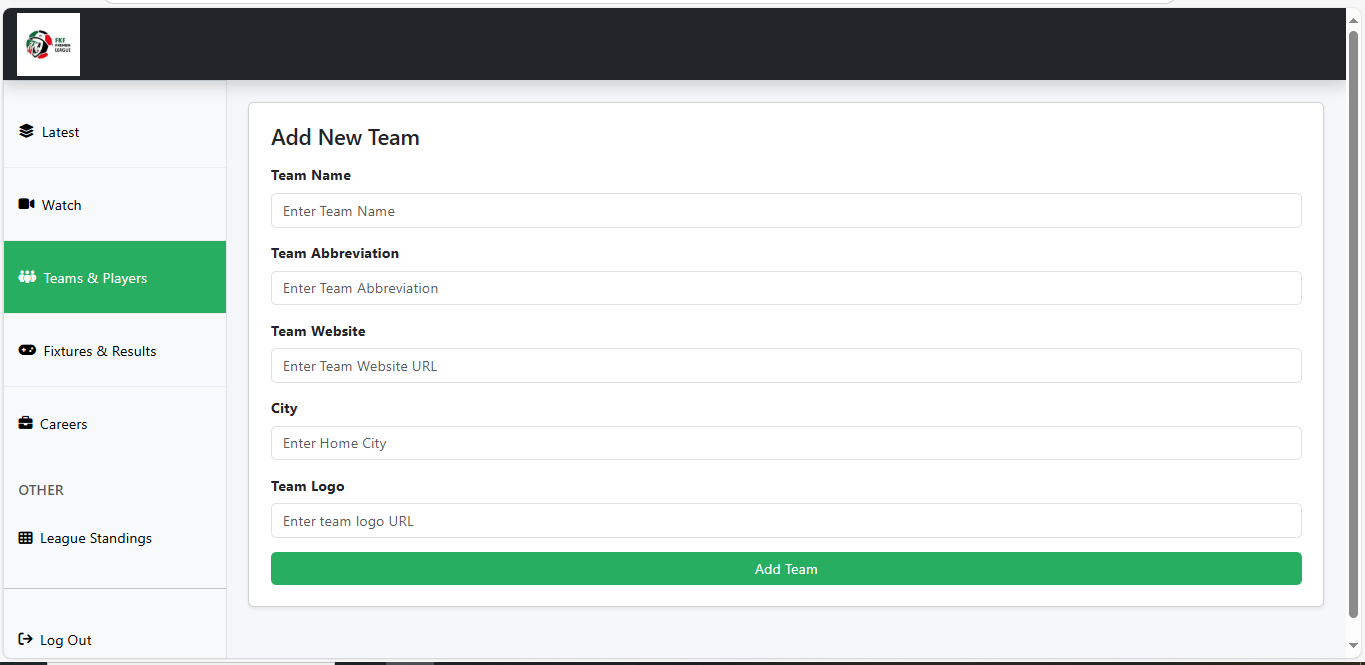 FKF
PREMIER
LEAGUE
Latest
Watch
Teams & Players
Fixtures & Results
Careers
OTHER
League Standings
Log Out
Add New Team
Team Name
Enter Team Name
Team Abbreviation
Enter Team Abbreviation
Team Website
Enter Team Website URL
City
Enter Home City
Team Logo
Enter team logo URL
Add Team